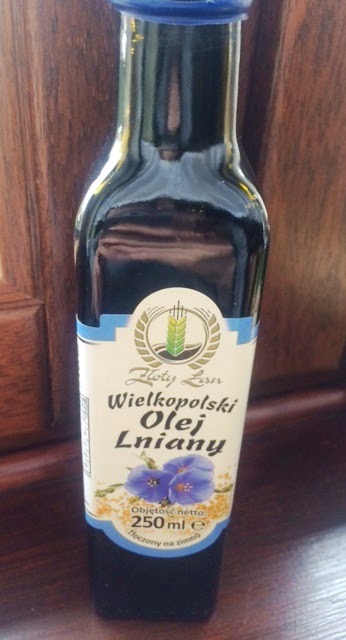 Złoty Łan
Wielkopolski
Olej
Lniany
Objętość netto:
250 ml ℮
Tłoczony na zimno